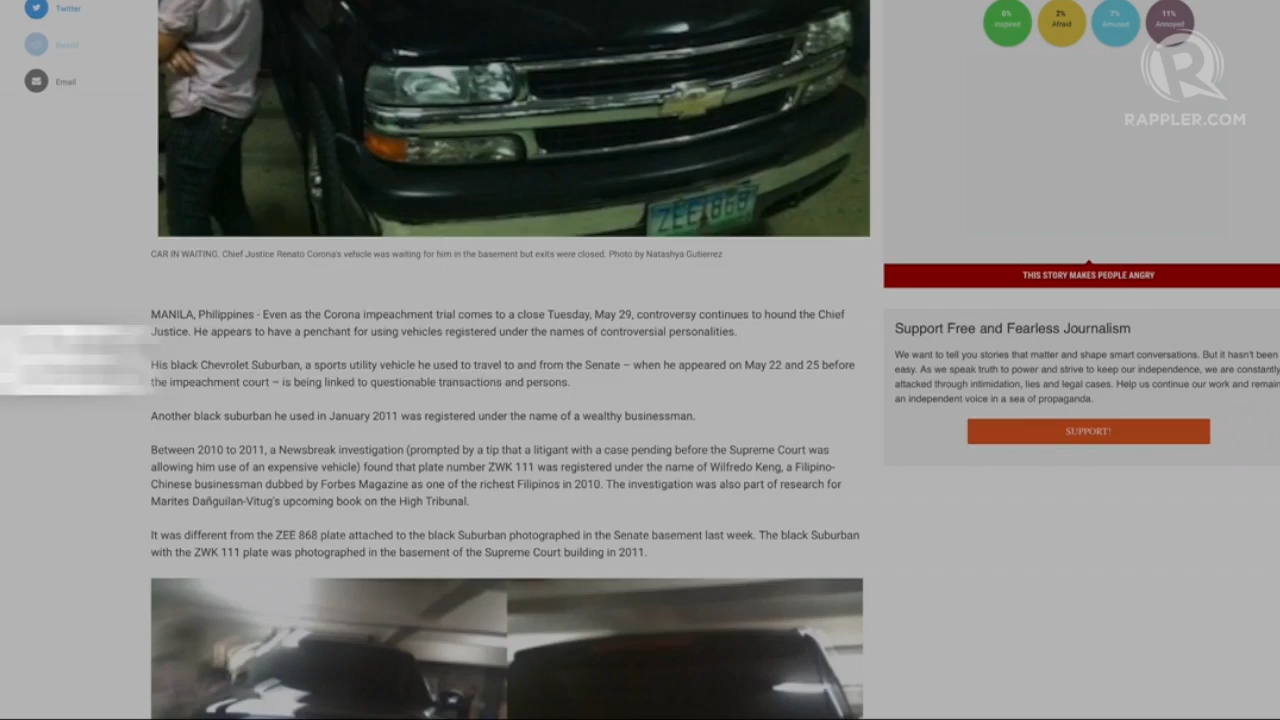 Twitter
Reddit
Email
0%
Inspired
2%
Afraid
7%
Amused
11%
Annoyed
R
RAPPLER.COM
ZEE 868
CAR IN WAITING. Chief Justice Renato Corona's vehicle was waiting for him in the basement but exits were closed. Photo by Natashya Gutierrez
THIS STORY MAKES PEOPLE ANGRY
MANILA, Philippines - Even as the Corona impeachment trial comes to a close Tuesday, May 29, controversy continues to hound the Chief
Justice. He appears to have a penchant for using vehicles registered under the names of controversial personalities.
His black Chevrolet Suburban, a sports utility vehicle he used to travel to and from the Senate – when he appeared on May 22 and 25 before
the impeachment court – is being linked to questionable transactions and persons.
Another black suburban he used in January 2011 was registered under the name of a wealthy businessman.
Between 2010 to 2011, a Newsbreak investigation (prompted by a tip that a litigant with a case pending before the Supreme Court was
allowing him use of an expensive vehicle) found that plate number ZWK 111 was registered under the name of Wilfredo Keng, a Filipino-
Chinese businessman dubbed by Forbes Magazine as one of the richest Filipinos in 2010. The investigation was also part of research for
Marites Dañguilan-Vitug's upcoming book on the High Tribunal.
It was different from the ZEE 868 plate attached to the black Suburban photographed in the Senate basement last week. The black Suburban
with the ZWK 111 plate was photographed in the basement of the Supreme Court building in 2011.
Support Free and Fearless Journalism
We want to tell you stories that matter and shape smart conversations. But it hasn't been
easy. As we speak truth to power and strive to keep our independence, we are constantly
attacked through intimidation, lies and legal cases. Help us continue our work and remain
an independent voice in a sea of propaganda.
SUPPORT!